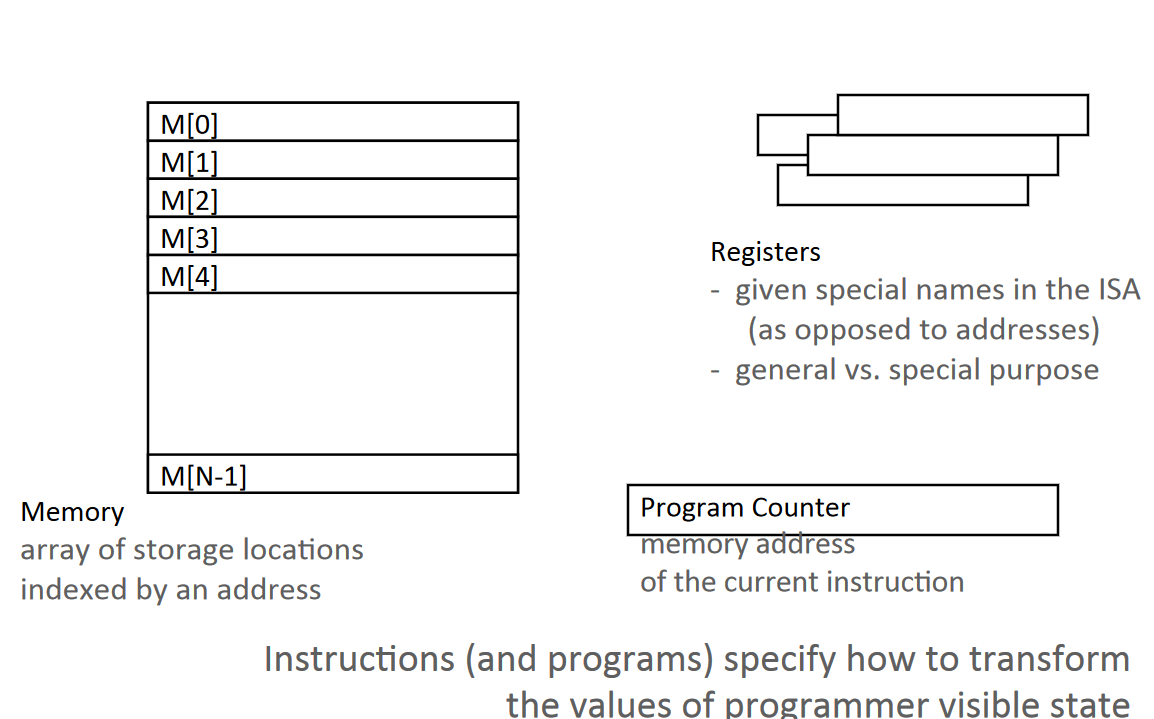 M[0]
M[1]
M[2]
M[3]
M[4]
M[N-1]
Memory
array of storage locations
indexed by an address
Registers
- given special names in the ISA
(as opposed to addresses)
- general vs. special purpose
Program Counter
memory address
of the current instruction
Instructions (and programs) specify how to transform
the values of programmer visible state